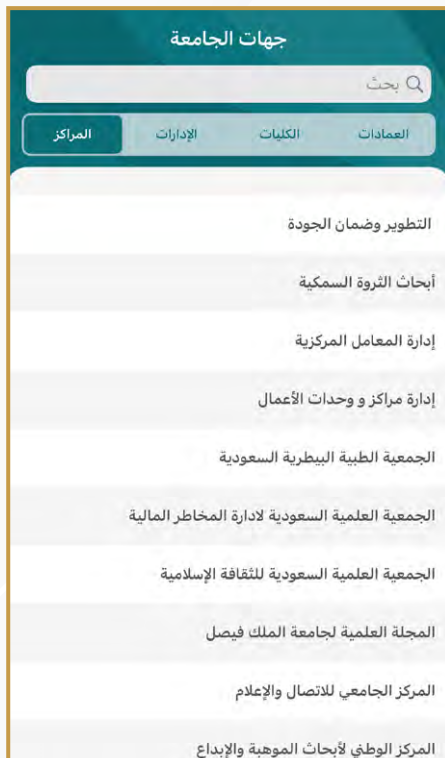 جهات الجامعة
بحث
العمادات الكليات الإدارات المراكز
التطوير وضمان الجودة
أبحاث الثروة السمكية
إدارة المعامل المركزية
إدارة مراكز و وحدات الأعمال
الجمعية الطبية البيطرية السعودية
الجمعية العلمية السعودية لادارة المخاطر المالية
الجمعية العلمية السعودية للثقافة الإسلامية
المجلة العلمية لجامعة الملك فيصل
المركز الجامعي للاتصال والإعلام
المركز الوطني لأبحاث الموهبة والإبداع